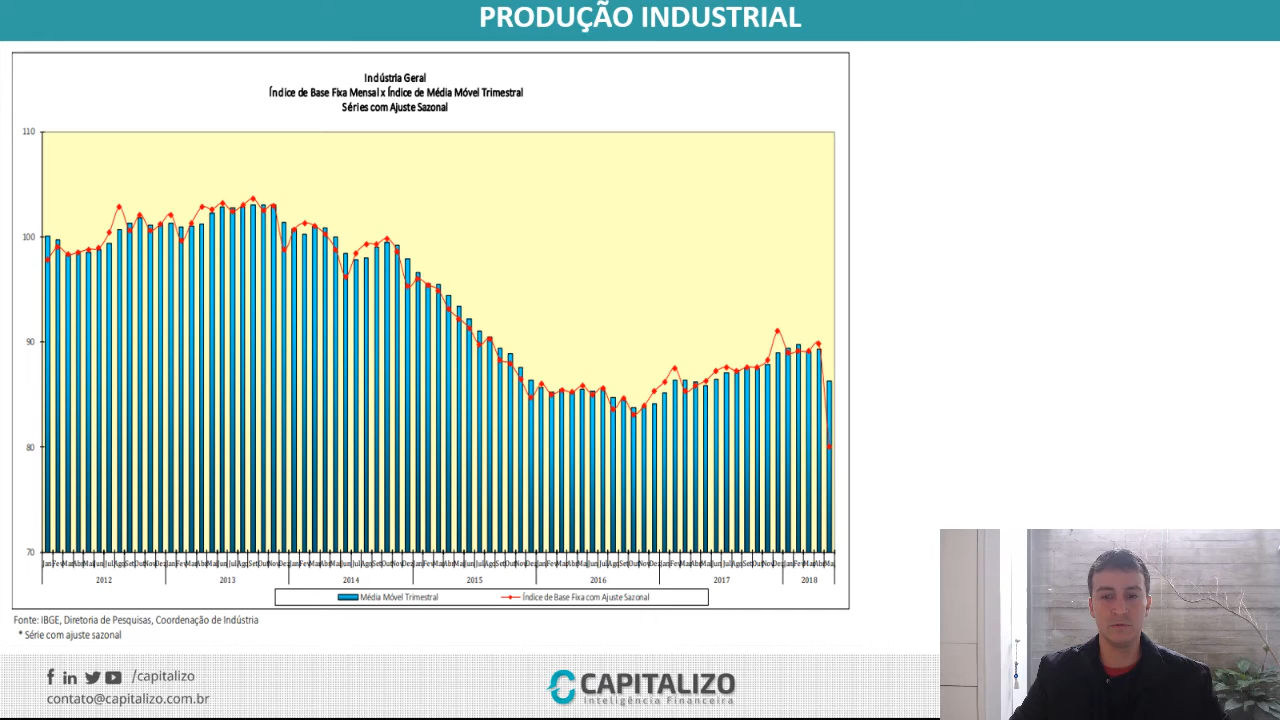 PRODUÇÃO INDUSTRIAL
Indústria Geral
Índice de Base Fixa Mensal x Índice de Média Móvel Trimestral
Séries com Ajuste Sazonal
110
100
90
80
70
2012 2013 2014 2015 2016 2017 2018
Média Móvel Trimestral Índice de Base Fixa com Ajuste Sazonal
Fonte: IBGE, Diretoria de Pesquisas, Coordenação de Indústria
* Série com ajuste sazonal
/capitalizo
contato@capitalizo.com.br
CAPITALIZO
Inteligência Financeira